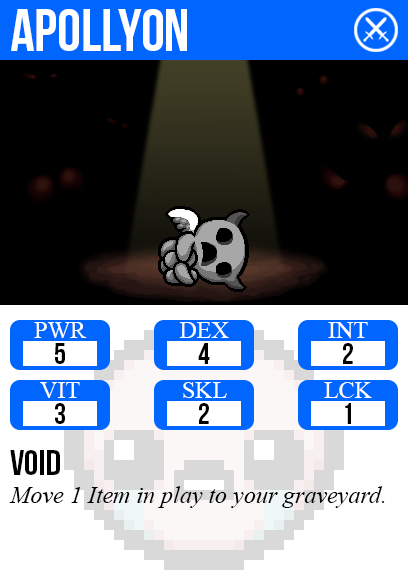 APOLLYON
PWR DEX INT
5 4 2
VIT SKL LCK
3 2 1
VOID
Move 1 Item in play to your graveyard.